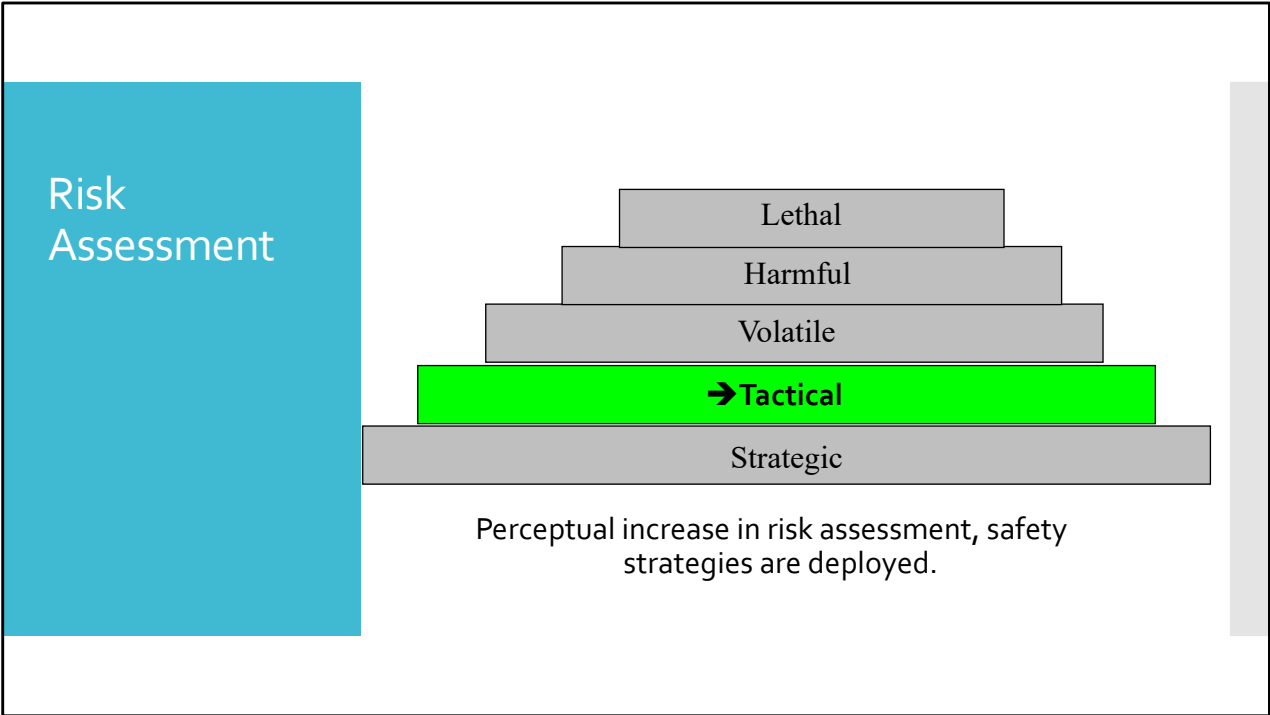 Risk
Assessment
Lethal
Harmful
Volatile
➔Tactical
Strategic
Perceptual increase in risk assessment, safety
strategies are deployed.